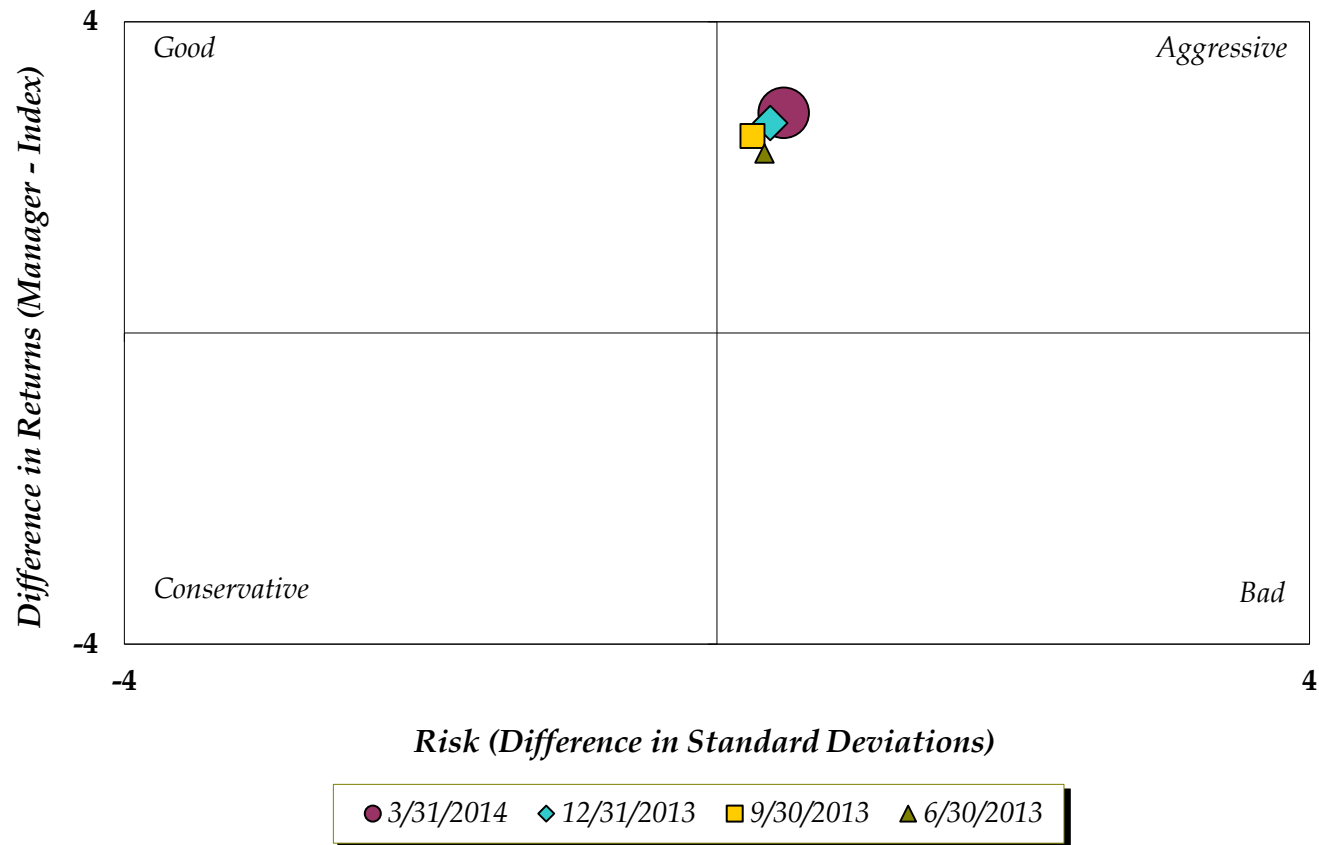 4
Good
Aggressive
Difference in Returns (Manager - Index)
Conservative
Bad
-4
-4
4
Risk (Difference in Standard Deviations)
3/31/2014 12/31/2013 9/30/2013 6/30/2013